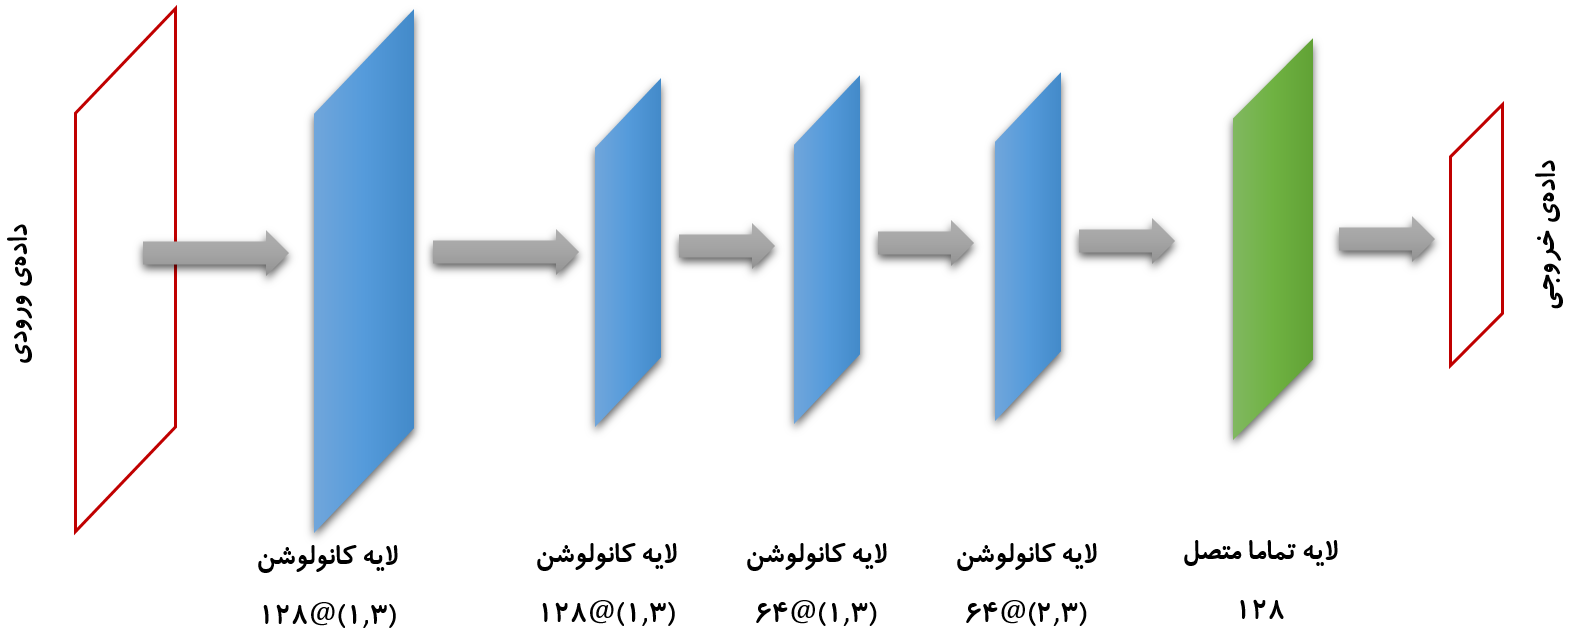 داده‌ی ورودی
لایه کانولوشن
۱۲۸@(۱,۳)
لایه کانولوشن
۱۲۸@(۱,۳)
لایه کانولوشن
۶۴@(۱,۳)
لایه کانولوشن
۶۴@(۲,۳)
لایه تماما متصل
۱۲۸
داده‌ی خروجی